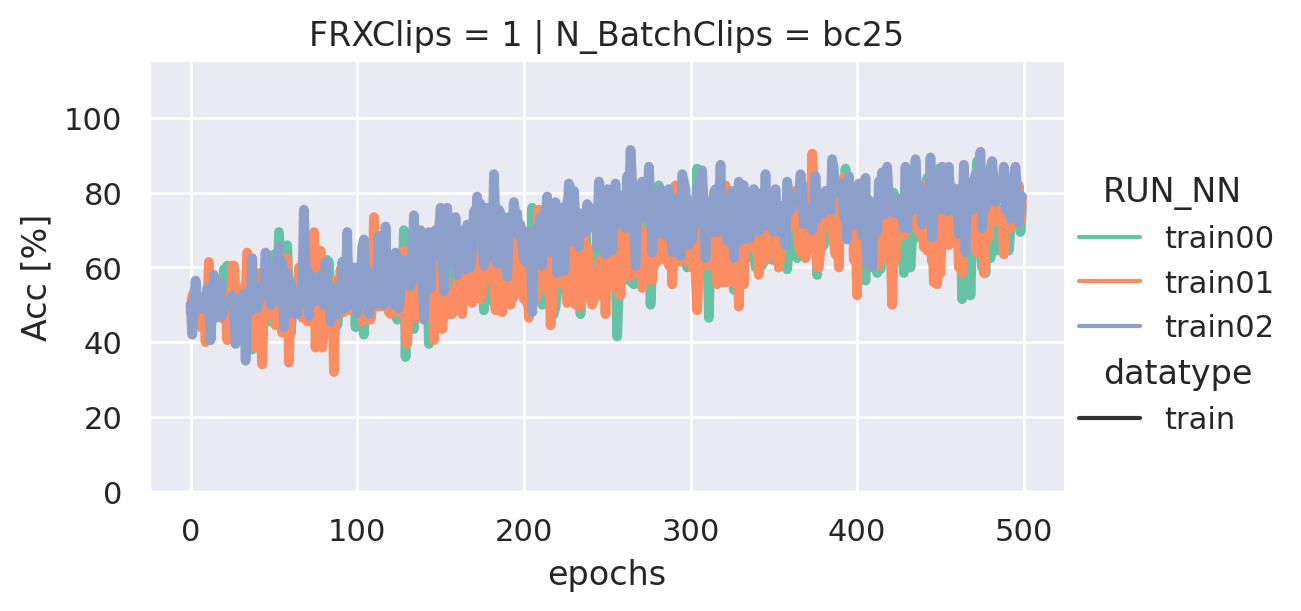 FRXClips = 1 | N_BatchClips = bc25
100
80
60
40
20
0
Acc [%]
0 100 200 300 400 500
epochs
RUN_NN
train00
train01
train02
datatype
train